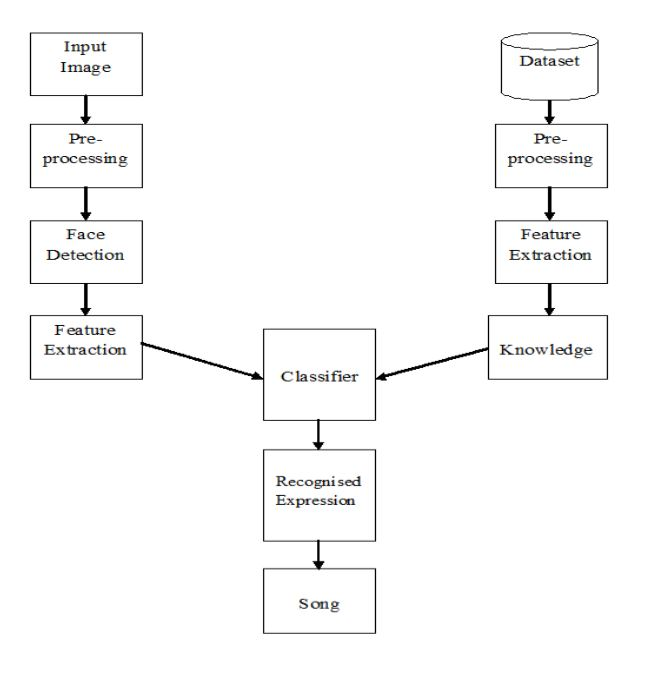 Input
Image
Pre-
processing
Face
Detection
Feature
Extraction
Dataset
Pre-
processing
Feature
Extraction
Knowledge
Classifier
Recognised
Expression
Song